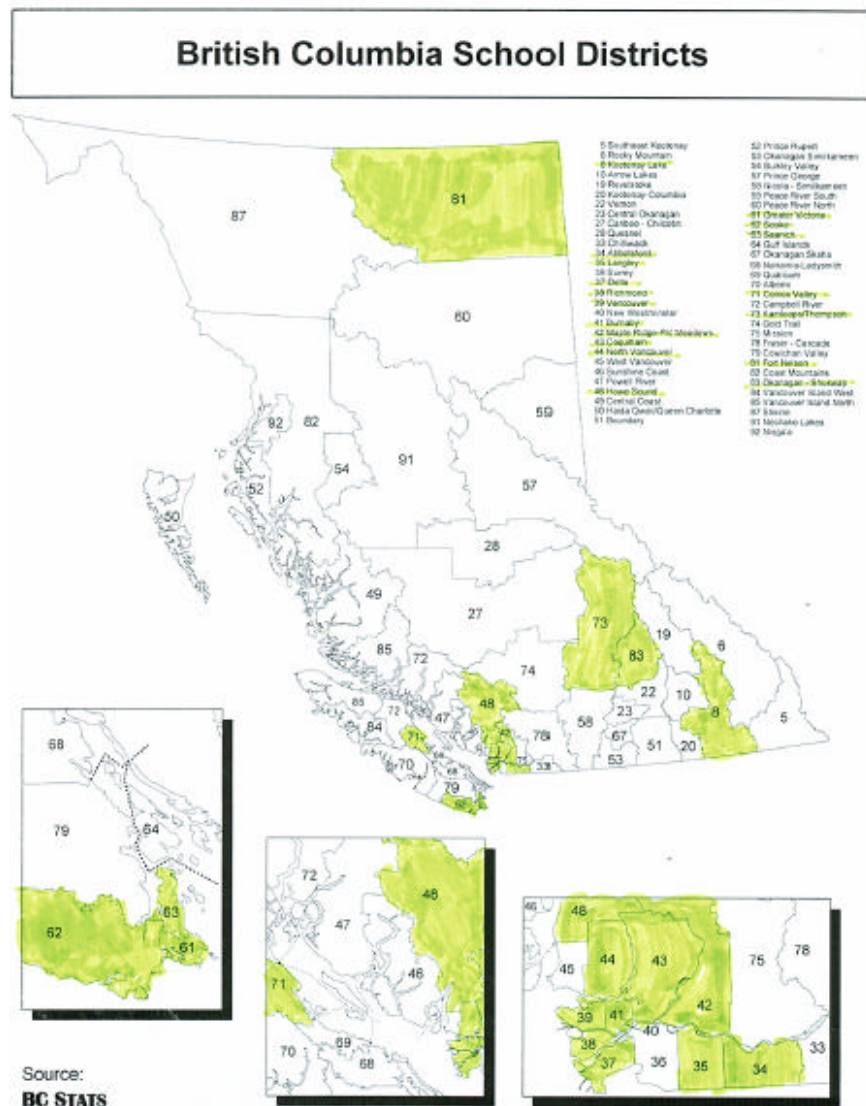 British Columbia School Districts
5 Southeast Kootenay
6 Rocky Mountain
8 Kootenay Lake
10 Arrow Lakes
19 Revelstoke
20 Kootenay-Columbia
22 Vernon
23 Central Okanagan
27 Cariboo - Chilcotin
28 Quesnel
33 Chilliwack
34 Abbotsford
35 Langley
36 Surrey
37 Delta
38 Richmond
39 Vancouver
40 New Westminster
41 Burnaby
42 Maple Ridge-Pitt Meadows
43 Coquitlam
44 North Vancouver
45 West Vancouver
46 Sunshine Coast
47 Powell River
48 Howe Sound
49 Central Coast
50 Haida Gwaii/Queen Charlotte
51 Boundary
52 Prince Rupert
53 Okanagan Similkameen
54 Bulkley Valley
57 Prince George
58 Nicola - Similkameen
59 Peace River South
60 Peace River North
61 Greater Victoria
62 Sooke
63 Saanich
64 Gulf Islands
67 Okanagan Skaha
68 Nanaimo-Ladysmith
69 Qualicum
70 Alberni
71 Comox Valley
72 Campbell River
73 Kamloops/Thompson
74 Gold Trail
75 Mission
78 Fraser - Cascade
79 Cowichan Valley
81 Fort Nelson
82 Coast Mountains
83 Okanagan - Shuswap
84 Vancouver Island West
85 Vancouver Island North
87 Stikine
91 Nechako Lakes
92 Nisga'a
81
87
60
59
92
82
54
91
57
52
50
28
49
27
73
19
6
85
72
74
83
48
22
10
8
5
85
72
47
84
71
58
23
67
51
20
53
78
33
70
68
79
68
79
64
63
62
61
72
47
48
46
71
70
69
68
46
48
45
44
43
42
75
78
39
41
40
38
37
36
35
34
33
Source:
BC STATS